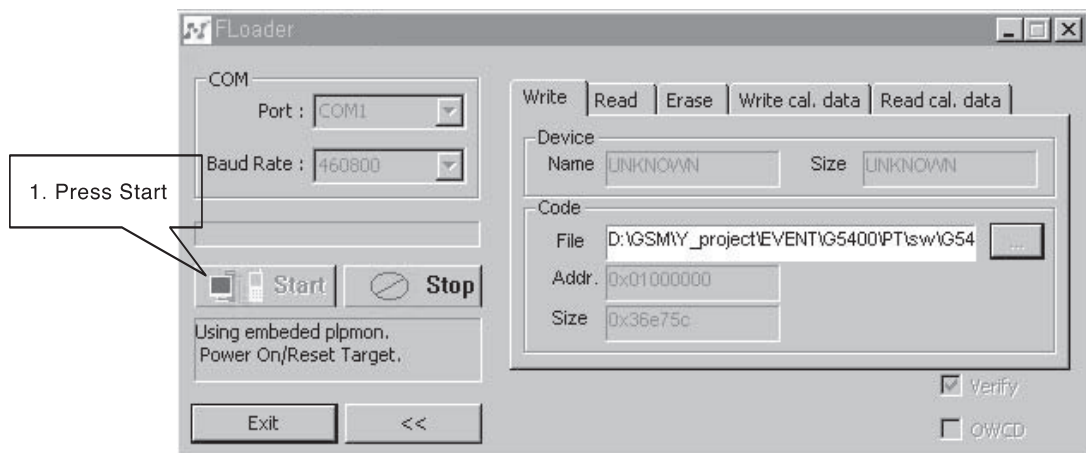 FLoader
COM
Port : COM1
Baud Rate : 460800
1. Press Start
Start
Stop
Using embeded plpmon.
Power On/Reset Target.
Exit
<<
Write Read Erase Write cal. data Read cal. data
Device
Name UNKNOWN Size UNKNOWN
Code
File D:\GSM\Y_project\EVENT\G5400\PT\sw\G54 ...
Addr. 0x01000000
Size 0x36e75c
Verify
OWCD